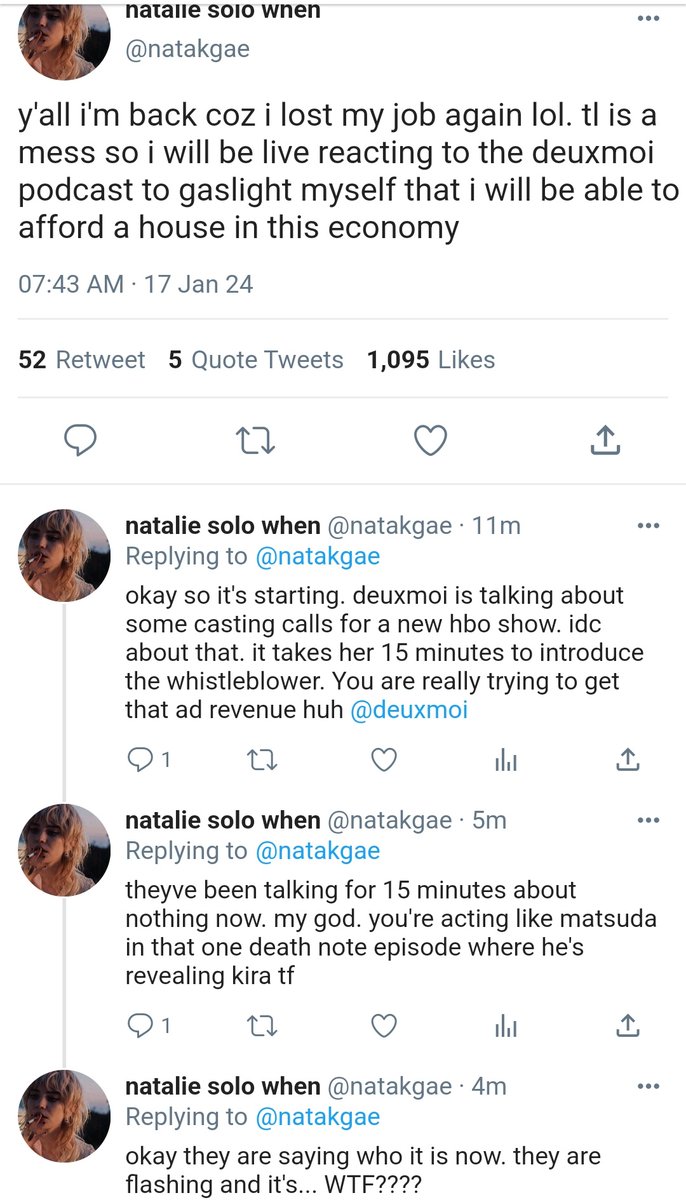 natalie solo when
@natakgae
y'all i'm back coz i lost my job again lol. tl is a
mess so i will be live reacting to the deuxmoi
podcast to gaslight myself that i will be able to
afford a house in this economy
07:43 AM · 17 Jan 24
52 Retweet 5 Quote Tweets 1,095 Likes
natalie solo when @natakgae · 11m
Replying to @natakgae
okay so it's starting. deuxmoi is talking about
some casting calls for a new hbo show. idc
about that. it takes her 15 minutes to introduce
the whistleblower. You are really trying to get
that ad revenue huh @deuxmoi
1
natalie solo when @natakgae · 5m
Replying to @natakgae
theyve been talking for 15 minutes about
nothing now. my god. you're acting like matsuda
in that one death note episode where he's
revealing kira tf
1
natalie solo when @natakgae · 4m
Replying to @natakgae
okay they are saying who it is now. they are
flashing and it's... WTF????